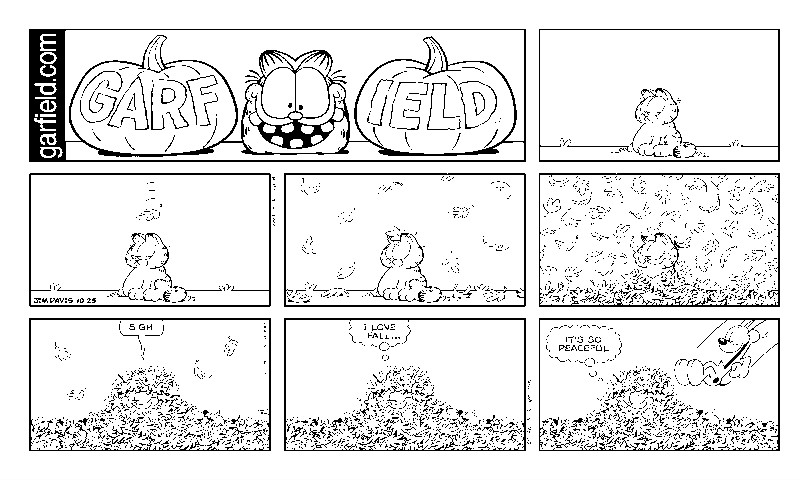 garfield.com
GARF
IELD
JIM DAVIS 10·25
SIGH
I LOVE
FALL...
IT'S SO
PEACEFUL